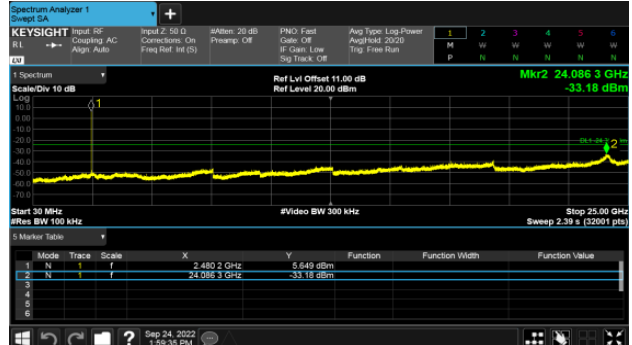 Spectrum Analyzer 1
Swept SA
+
KEYSIGHT Input: RF Input Z: 50 Ω #Atten: 20 dB PNO: Fast Avg Type: Log-Power 1 2 3 4 5 6
RL Coupling: AC Corrections: On Preamp: Off Gate: Off Avg|Hold: 20/20 M W W W W W
Align: Auto Freq Ref: Int (S) IF Gain: Low Trig: Free Run
Sig Track: Off P N N N N N
1 Spectrum
Ref Lvl Offset 11.00 dB Mkr2 24.086 3 GHz
Scale/Div 10 dB Ref Level 20.00 dBm -33.18 dBm
Log
10.0
0.00
-10.0
-20.0
-30.0
-40.0
-50.0
-60.0
-70.0
1
2
Start 30 MHz #Video BW 300 kHz Stop 25.00 GHz
#Res BW 100 kHz Sweep 2.39 s (32001 pts)
5 Marker Table
Mode Trace Scale X Y Function Function Width Function Value
1 N 1 f 2.480 2 GHz 5.649 dBm
2 N 1 f 24.086 3 GHz -33.18 dBm
3
4
5
6
? Sep 24, 2022
1:59:35 PM